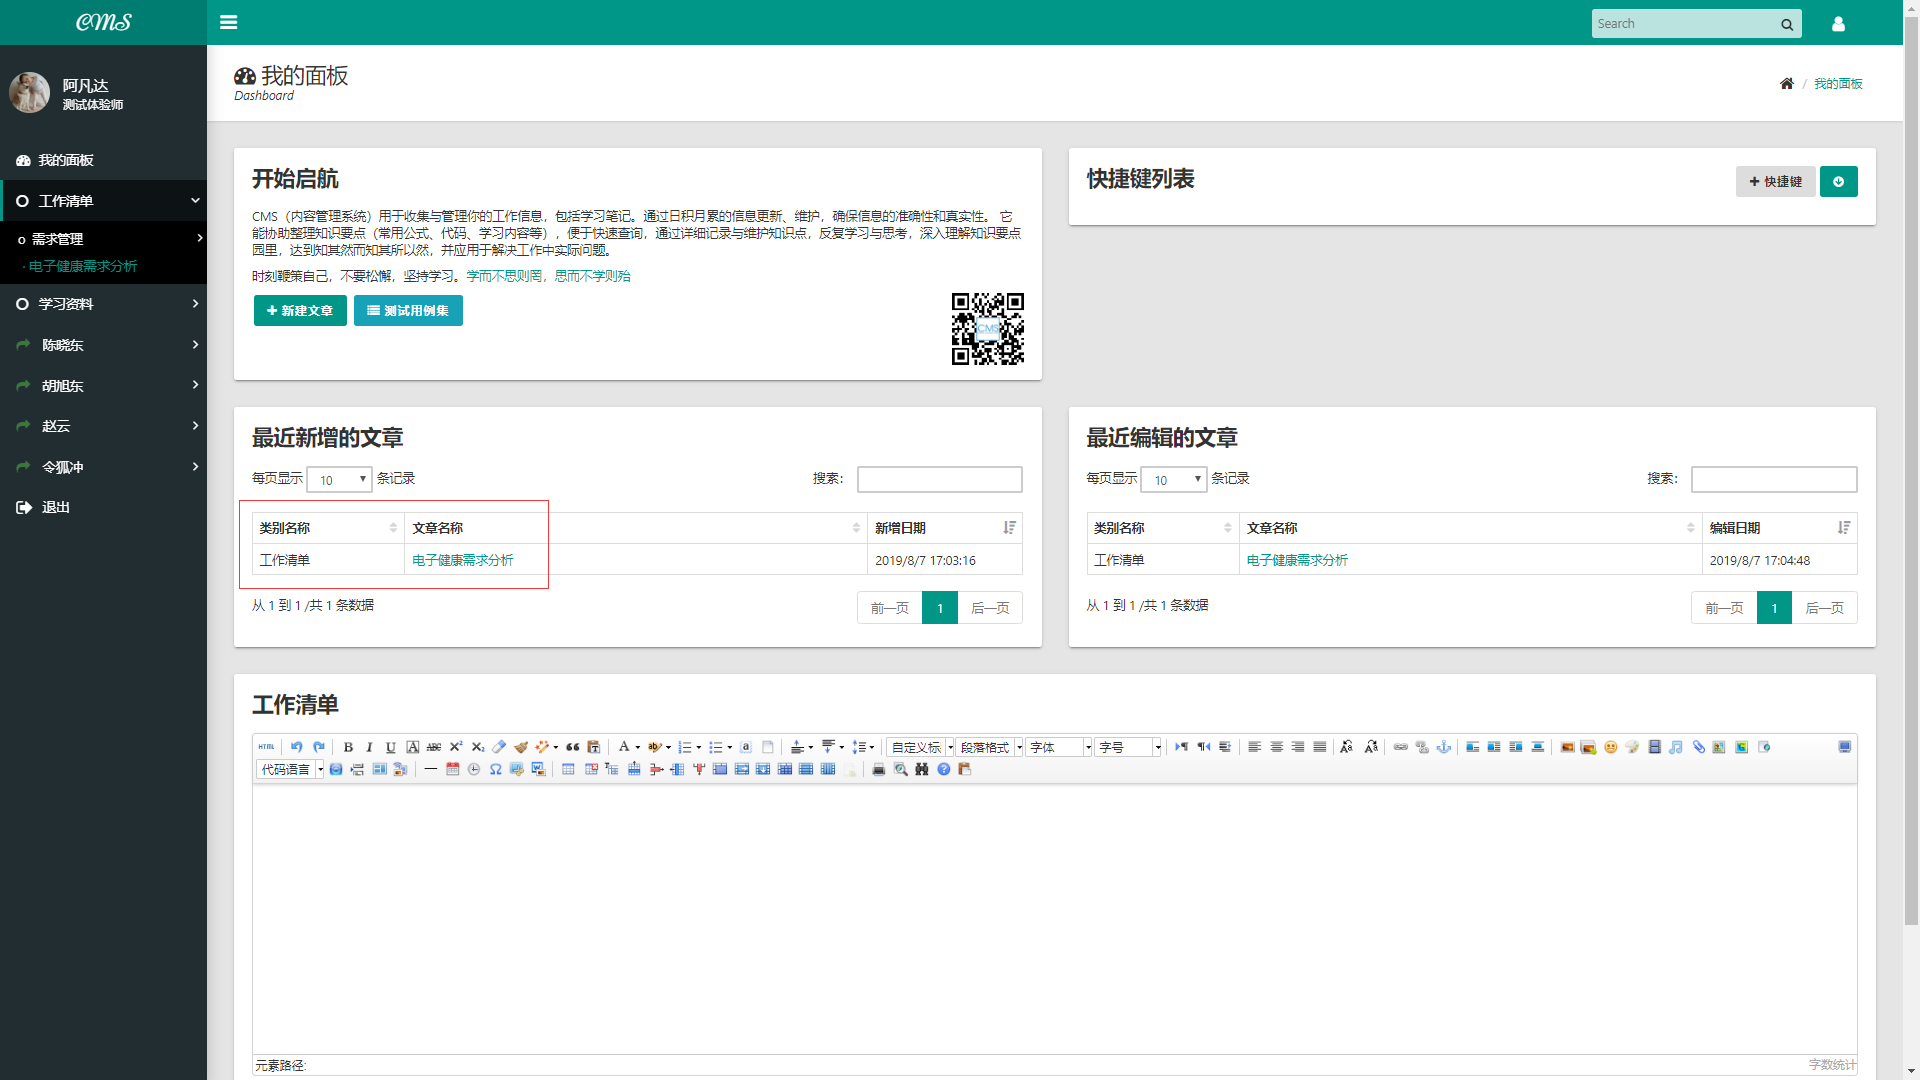 CMS
Search
阿凡达
测试体验师
我的面板
工作清单
需求管理
· 电子健康需求分析
学习资料
陈晓东
胡旭东
赵云
令狐冲
退出
我的面板
Dashboard
/ 我的面板
开始启航
CMS（内容管理系统）用于收集与管理你的工作信息，包括学习笔记。通过日积月累的信息更新、维护，确保信息的准确性和真实性。 它
能协助整理知识要点（常用公式、代码、学习内容等），便于快速查询，通过详细记录与维护知识点，反复学习与思考，深入理解知识要点
园里，达到知其然而知其所以然，并应用于解决工作中实际问题。
时刻鞭策自己，不要松懈，坚持学习。学而不思则罔，思而不学则殆
新建文章
测试用例集
CMS
快捷键列表
快捷键
最近新增的文章
每页显示 10 条记录
搜索：
类别名称 文章名称 新增日期
工作清单 电子健康需求分析 2019/8/7 17:03:16
从 1 到 1 /共 1 条数据
前一页 1 后一页
最近编辑的文章
每页显示 10 条记录
搜索：
类别名称 文章名称 编辑日期
工作清单 电子健康需求分析 2019/8/7 17:04:48
从 1 到 1 /共 1 条数据
前一页 1 后一页
工作清单
HTML B I U A ABC X² X₂ A ab a 自定义标 段落格式 字体 字号
代码语言
元素路径:
字数统计